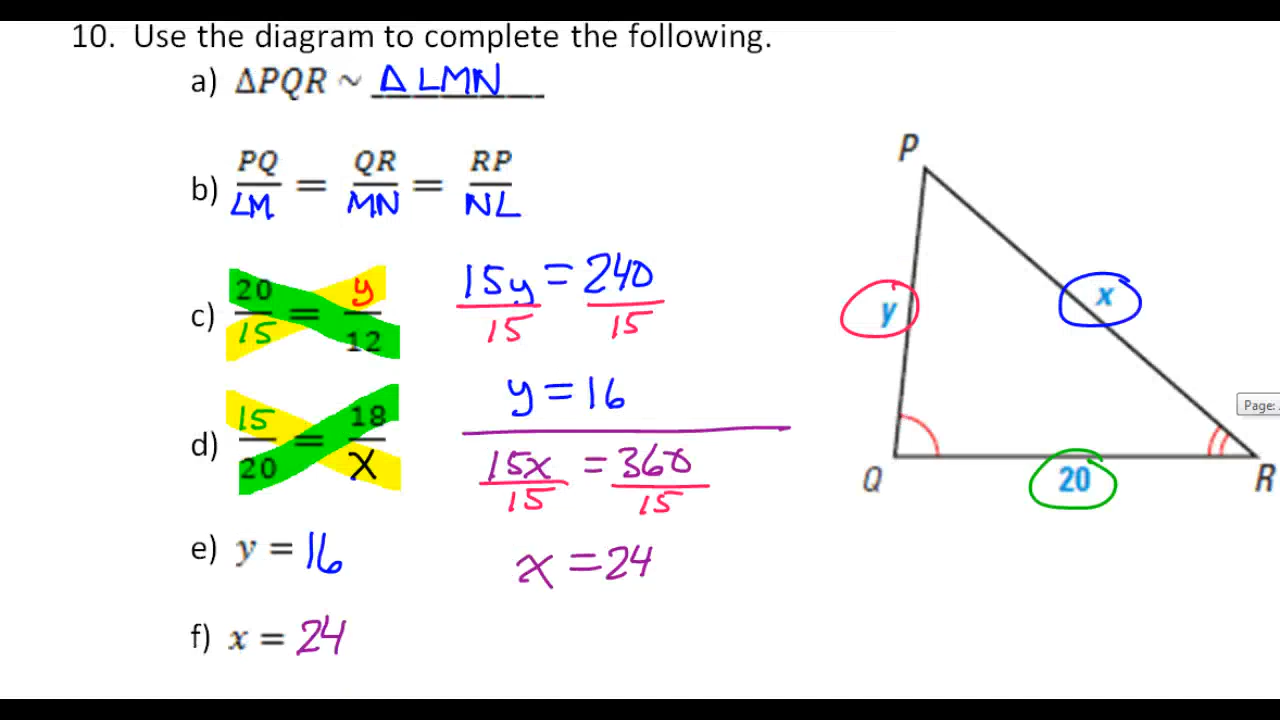 10. Use the diagram to complete the following.
a) ΔPQR ~ Δ LMN
b) PQ/LM = QR/MN = RP/NL
c) 20/15 = y/12
15y = 240
15 15
y = 16
d) 15/20 = 18/x
15x = 360
15 15
x = 24
e) y = 16
f) x = 24
P
y
x
Q
20
R
Page: